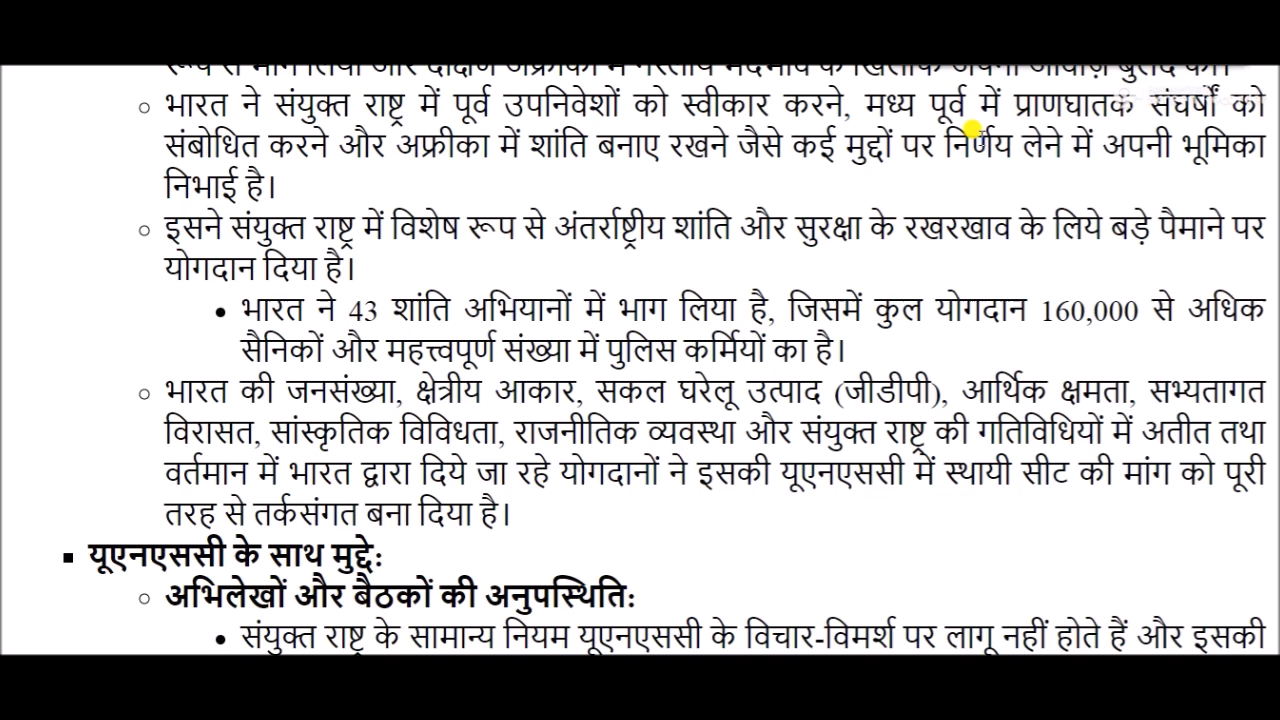 भारत ने संयुक्त राष्ट्र में पूर्व उपनिवेशों को स्वीकार करने, मध्य पूर्व में प्राणघातक संघर्षों को
संबोधित करने और अफ्रीका में शांति बनाए रखने जैसे कई मुद्दों पर निर्णय लेने में अपनी भूमिका
निभाई है।
इसने संयुक्त राष्ट्र में विशेष रूप से अंतर्राष्ट्रीय शांति और सुरक्षा के रखरखाव के लिये बड़े पैमाने पर
योगदान दिया है।
भारत ने 43 शांति अभियानों में भाग लिया है, जिसमें कुल योगदान 160,000 से अधिक
सैनिकों और महत्त्वपूर्ण संख्या में पुलिस कर्मियों का है।
भारत की जनसंख्या, क्षेत्रीय आकार, सकल घरेलू उत्पाद (जीडीपी), आर्थिक क्षमता, सभ्यतागत
विरासत, सांस्कृतिक विविधता, राजनीतिक व्यवस्था और संयुक्त राष्ट्र की गतिविधियों में अतीत तथा
वर्तमान में भारत द्वारा दिये जा रहे योगदानों ने इसकी यूएनएससी में स्थायी सीट की मांग को पूरी
तरह से तर्कसंगत बना दिया है।
यूएनएससी के साथ मुद्दे:
अभिलेखों और बैठकों की अनुपस्थिति:
संयुक्त राष्ट्र के सामान्य नियम यूएनएससी के विचार-विमर्श पर लागू नहीं होते हैं और इसकी